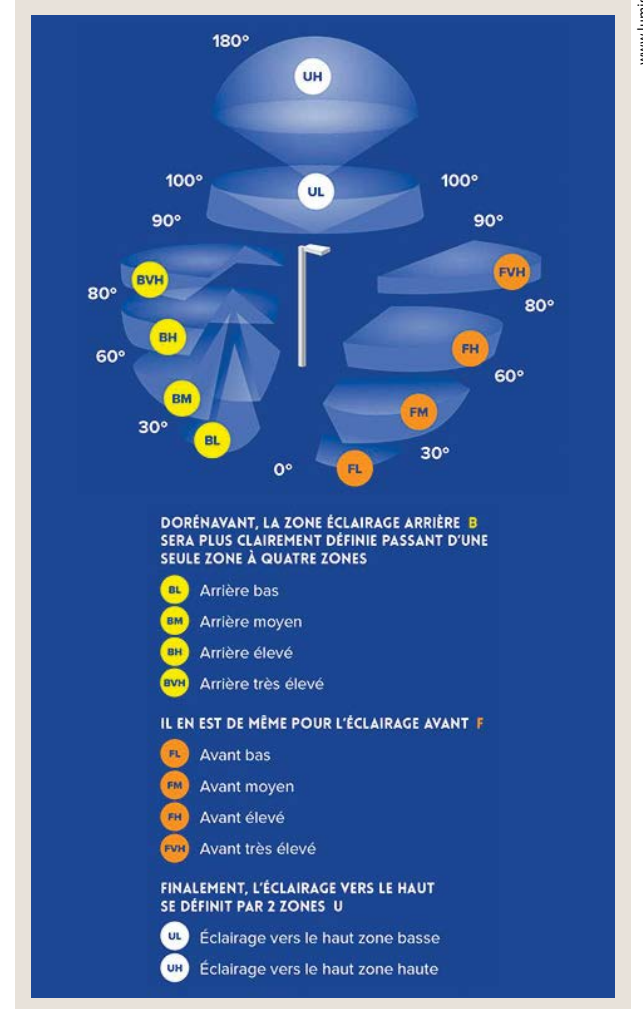 180°
UH
100°
UL
100°
90°
90°
BVH
FVH
80°
80°
BH
FH
60°
60°
BM
FM
30°
30°
BL
FL
0°
DORÉNAVANT, LA ZONE ÉCLAIRAGE ARRIÈRE B
SERA PLUS CLAIREMENT DÉFINIE PASSANT D'UNE
SEULE ZONE À QUATRE ZONES
BL Arrière bas
BM Arrière moyen
BH Arrière élevé
BVH Arrière très élevé
IL EN EST DE MÊME POUR L'ÉCLAIRAGE AVANT F
FL Avant bas
FM Avant moyen
FH Avant élevé
FVH Avant très élevé
FINALEMENT, L'ÉCLAIRAGE VERS LE HAUT
SE DÉFINIT PAR 2 ZONES U
UL Éclairage vers le haut zone basse
UH Éclairage vers le haut zone haute